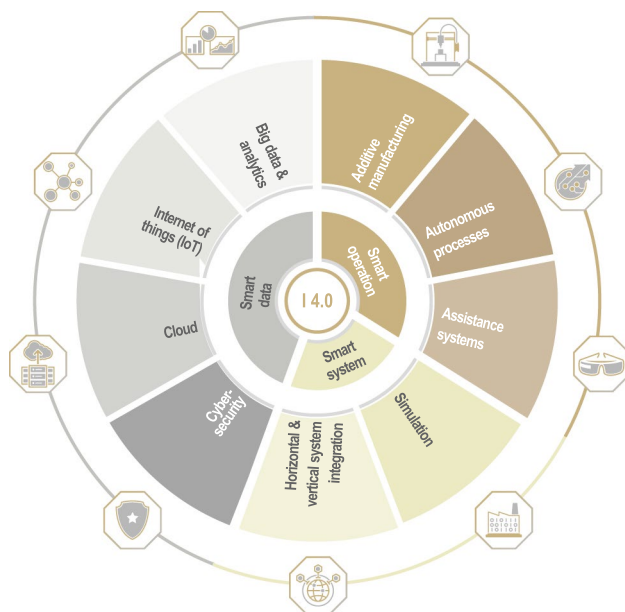 Big data &
analytics
Additive
manufacturing
Internet of
things (IoT)
Autonomous
processes
Smart
data
Smart
operation
I 4.0
Cloud
Assistance
systems
Smart
system
Cyber-
security
Simulation
Horizontal &
vertical system
integration